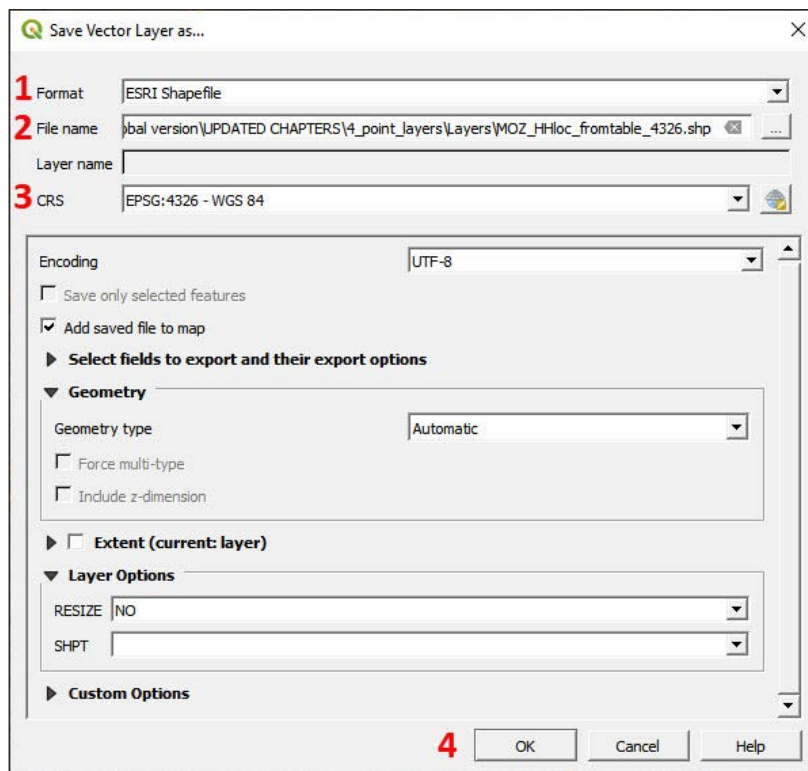 Save Vector Layer as...
1 Format ESRI Shapefile
2 File name bal version\UPDATED CHAPTERS\4_point_layers\Layers\MOZ_HHloc_fromtable_4326.shp ...
Layer name
3 CRS EPSG:4326 - WGS 84
Encoding UTF-8
Save only selected features
Add saved file to map
Select fields to export and their export options
Geometry
Geometry type Automatic
Force multi-type
Include z-dimension
Extent (current: layer)
Layer Options
RESIZE NO
SHPT
Custom Options
4 OK Cancel Help